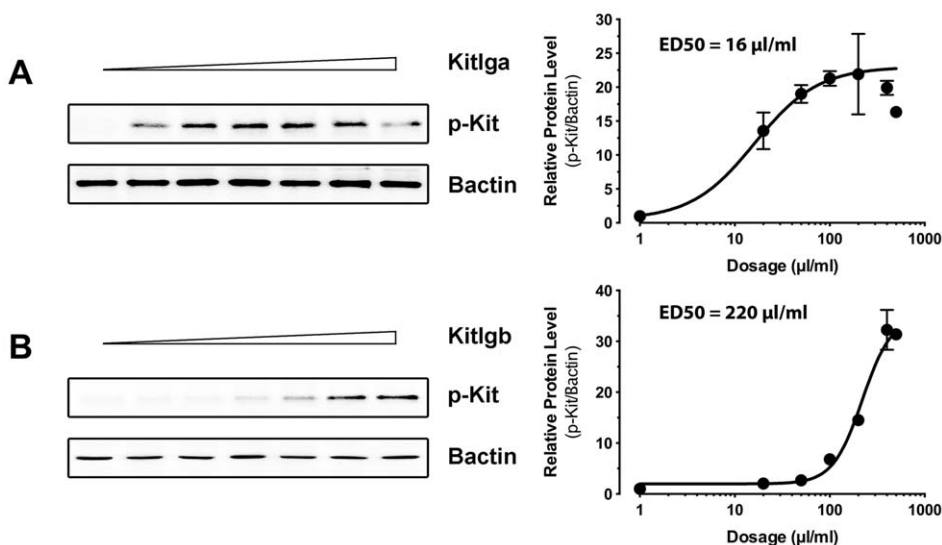 A
Kitlga
p-Kit
Bactin
Relative Protein Level
(p-Kit/Bactin)
30
25
20
15
10
5
0
ED50 = 16 µl/ml
1
10
100
1000
Dosage (µl/ml)
B
Kitlgb
p-Kit
Bactin
Relative Protein Level
(p-Kit/Bactin)
40
30
20
10
0
ED50 = 220 µl/ml
1
10
100
1000
Dosage (µl/ml)